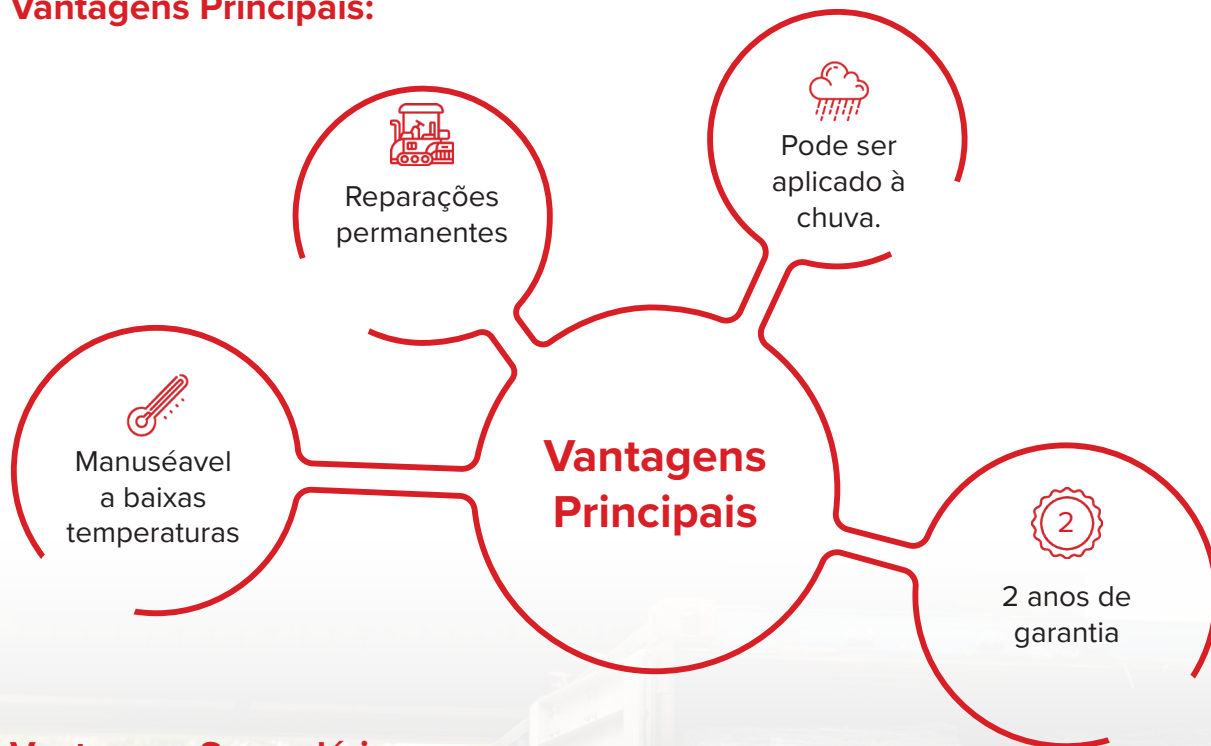 Vantagens Principais:
Pode ser
aplicado à
chuva.
Reparações
permanentes
Manuséavel
a baixas
temperaturas
Vantagens
Principais
2
2 anos de
garantia